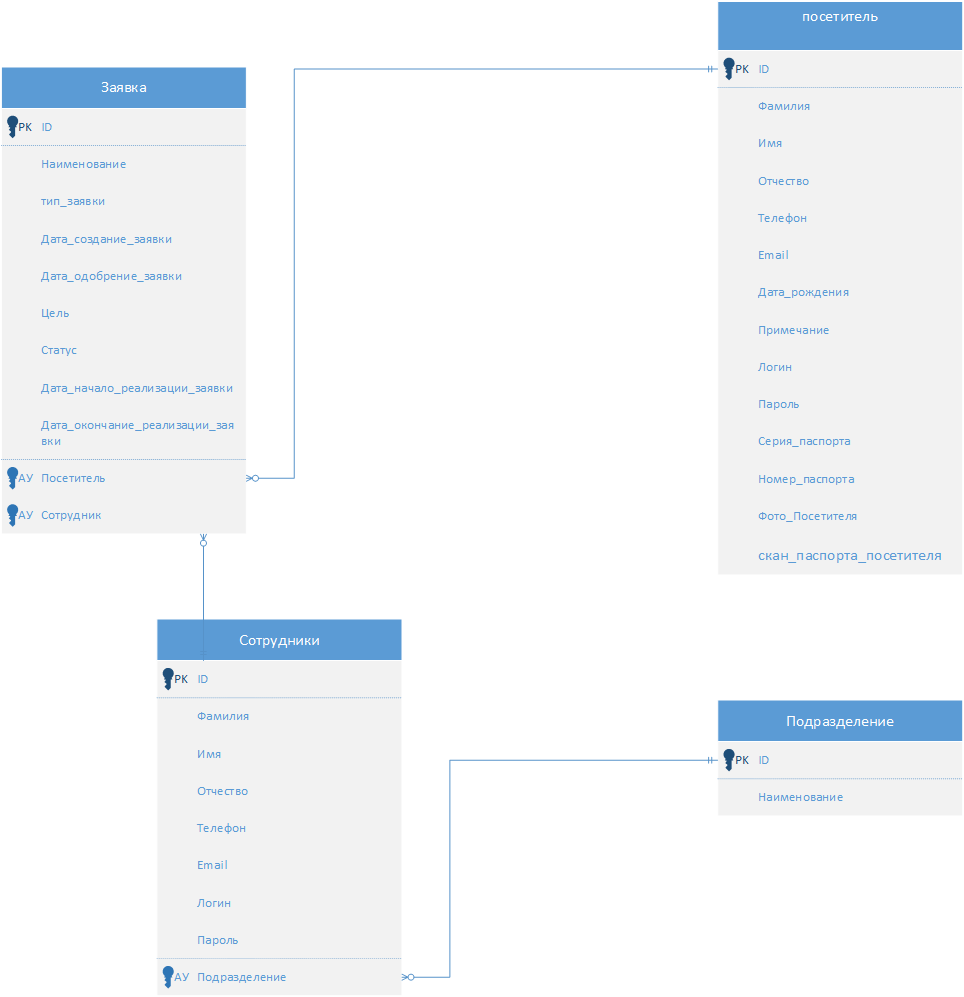 посетитель
PK ID
Фамилия
Имя
Отчество
Телефон
Email
Дата_рождения
Примечание
Логин
Пароль
Серия_паспорта
Номер_паспорта
Фото_Посетителя
скан_паспорта_посетителя
Заявка
PK ID
Наименование
тип_заявки
Дата_создание_заявки
Дата_одобрение_заявки
Цель
Статус
Дата_начало_реализации_заявки
Дата_окончание_реализации_зая
вки
АУ Посетитель
АУ Сотрудник
Сотрудники
PK ID
Фамилия
Имя
Отчество
Телефон
Email
Логин
Пароль
АУ Подразделение
Подразделение
PK ID
Наименование